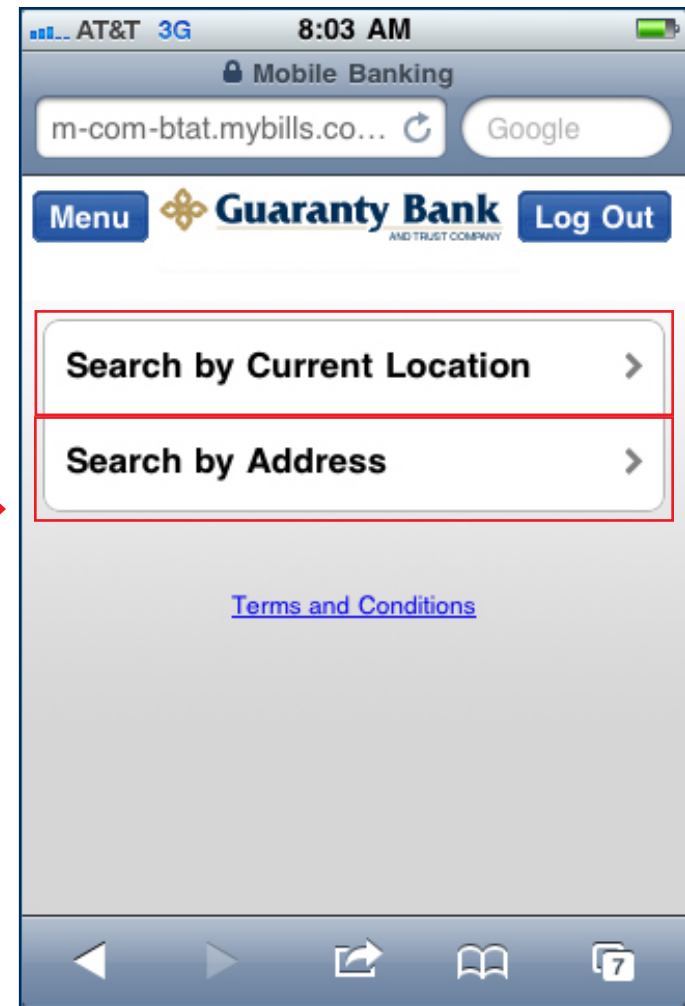 AT&T 3G 8:03 AM
Mobile Banking
m-com-btat.mybills.co... Google
Menu Guaranty Bank Log Out
AND TRUST COMPANY
Search by Current Location
Search by Address
Terms and Conditions
7